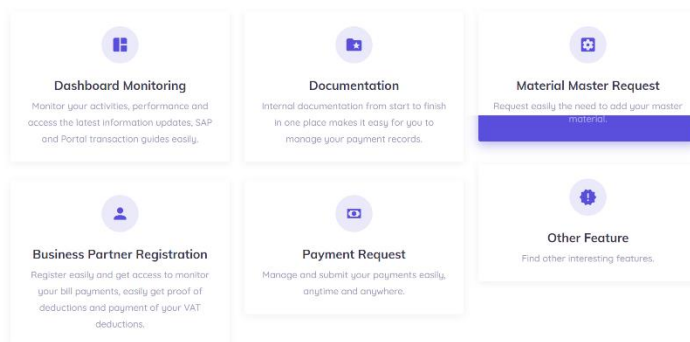 Dashboard Monitoring
Monitor your activities, performance and
access the latest information updates, SAP
and Portal transaction guides easily.
Documentation
Internal documentation from start to finish
in one place makes it easy for you to
manage your payment records.
Material Master Request
Request easily the need to add your master
material.
Business Partner Registration
Register easily and get access to monitor
your bill payments, easily get proof of
deductions and payment of your VAT
deductions.
Payment Request
Manage and submit your payments easily,
anytime and anywhere.
Other Feature
Find other interesting features.